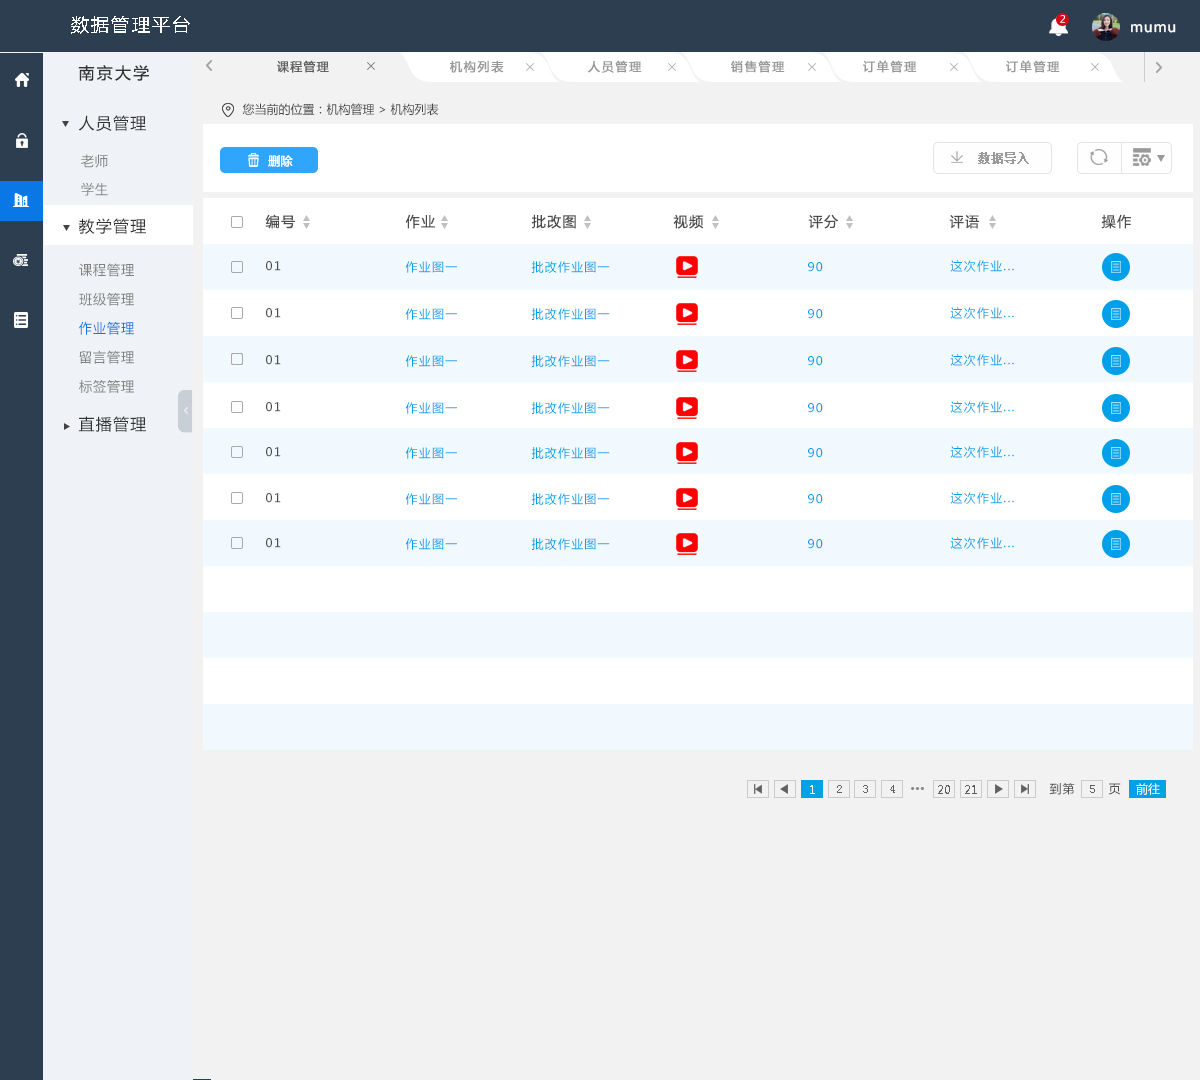 数据管理平台
2
mumu
南京大学
人员管理
老师
学生
教学管理
课程管理
班级管理
作业管理
留言管理
标签管理
直播管理
课程管理 机构列表 人员管理 销售管理 订单管理 订单管理
您当前的位置：机构管理 > 机构列表
删除 数据导入
编号 作业 批改图 视频 评分 评语 操作
01 作业图一 批改作业图一 90 这次作业...
01 作业图一 批改作业图一 90 这次作业...
01 作业图一 批改作业图一 90 这次作业...
01 作业图一 批改作业图一 90 这次作业...
01 作业图一 批改作业图一 90 这次作业...
01 作业图一 批改作业图一 90 这次作业...
01 作业图一 批改作业图一 90 这次作业...
1 2 3 4 ••• 20 21 到第 5 页 前往